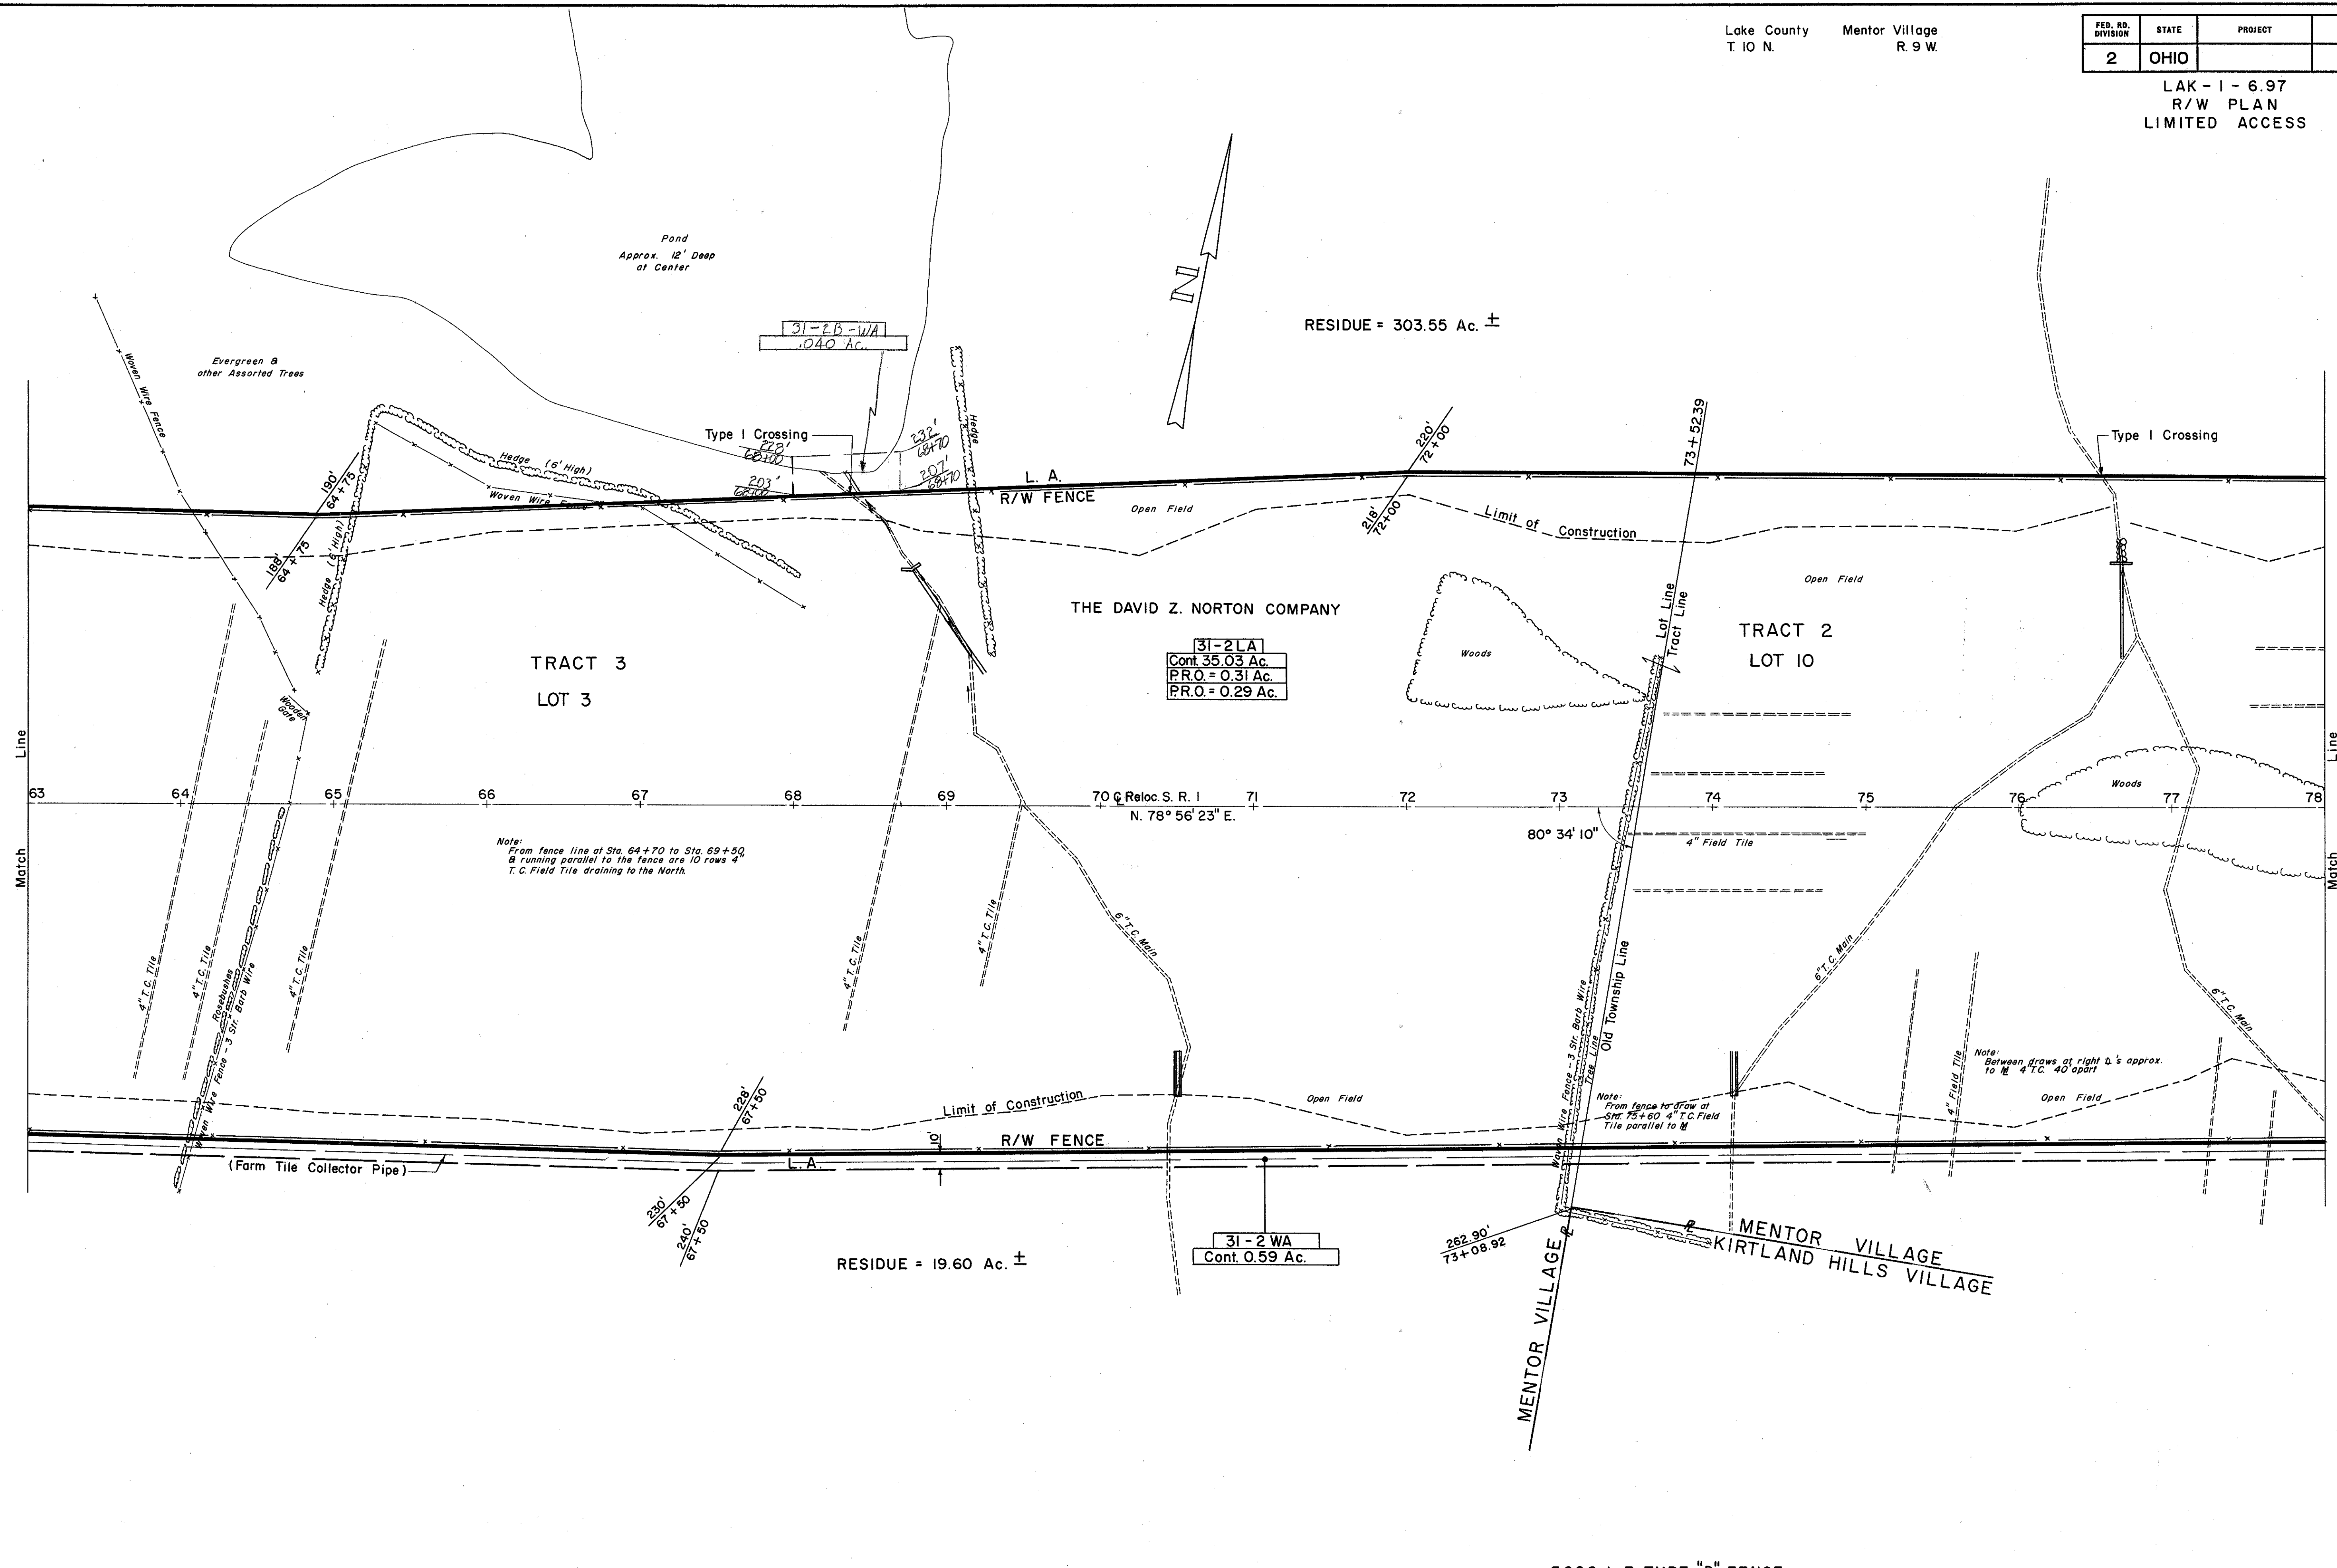 Lake County Mentor Village
T. 10 N. R. 9 W.
FED. RD. DIVISION STATE PROJECT
2 OHIO
LAK - 1 - 6.97
R/W PLAN
LIMITED ACCESS
Pond
Approx. 12' Deep
at Center
N
RESIDUE = 303.55 Ac. ±
31-2B-WA
.040 Ac.
Evergreen &
other Assorted Trees
Woven Wire Fence
Type 1 Crossing
228'
68+00
232'
68+70
203'
68+00
207'
68+70
Hedge
Hedge (6' High)
Woven Wire Fence
Hedge (6' High)
190'
64+75
188'
64+75
L. A.
R/W FENCE
Open Field
220'
72+00
218'
72+00
73+52.39
Type 1 Crossing
Limit of Construction
Open Field
THE DAVID Z. NORTON COMPANY
31-2LA
Cont. 35.03 Ac.
P.R.O. = 0.31 Ac.
P.R.O. = 0.29 Ac.
TRACT 3
LOT 3
Woods
Lot Line
Tract Line
TRACT 2
LOT 10
Wooden
Gate
Woods
Match Line
Match Line
63 64 65 66 67 68 69 70 ℄ Reloc. S. R. 1 71 72 73 74 75 76 77 78
N. 78° 56' 23" E.
80° 34' 10"
4" Field Tile
Note:
From fence line at Sta. 64+70 to Sta. 69+50
& running parallel to the fence are 10 rows 4"
T. C. Field Tile draining to the North.
4" T. C. Tile
4" T. C. Tile
Rosebushes
Woven Wire Fence - 3 Str. Barb Wire
4" T. C. Tile
4" T. C. Tile
4" T. C. Tile
6" T. C. Main
Woven Wire Fence - 3 Str. Barb Wire
Tree Line
Old Township Line
6" T. C. Main
6" T. C. Main
4" Field Tile
Note:
Between draws at right ∠'s approx.
to ℄ 4" T.C. 40' apart
Note:
From fence to draw at
Sta. 75+60 4" T. C. Field
Tile parallel to ℄
Open Field
Open Field
Limit of Construction
228'
67+50
10'
R/W FENCE
L. A.
(Farm Tile Collector Pipe)
230'
67+50
240'
67+50
RESIDUE = 19.60 Ac. ±
31-2 WA
Cont. 0.59 Ac.
262.90'
73+08.92
MENTOR VILLAGE
MENTOR VILLAGE
KIRTLAND HILLS VILLAGE